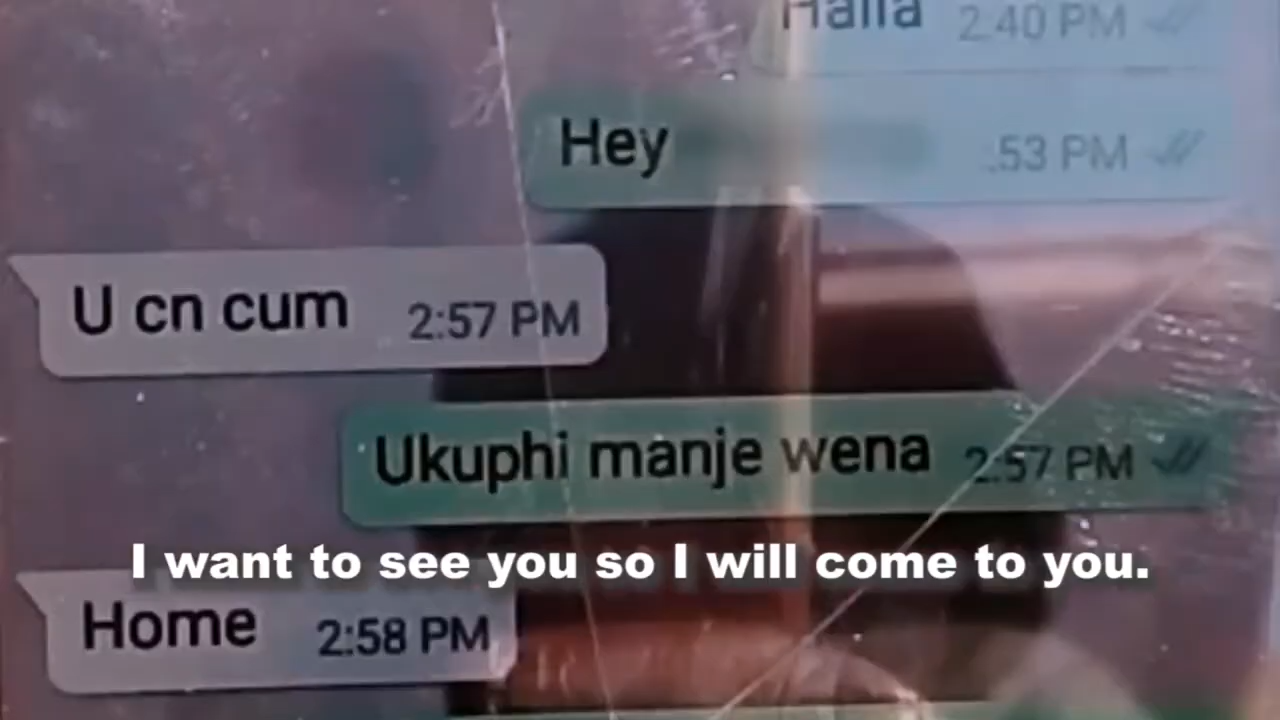 Halla 2:40 PM
Hey .53 PM
U cn cum 2:57 PM
Ukuphi manje wena 2:57 PM
I want to see you so I will come to you.
Home 2:58 PM